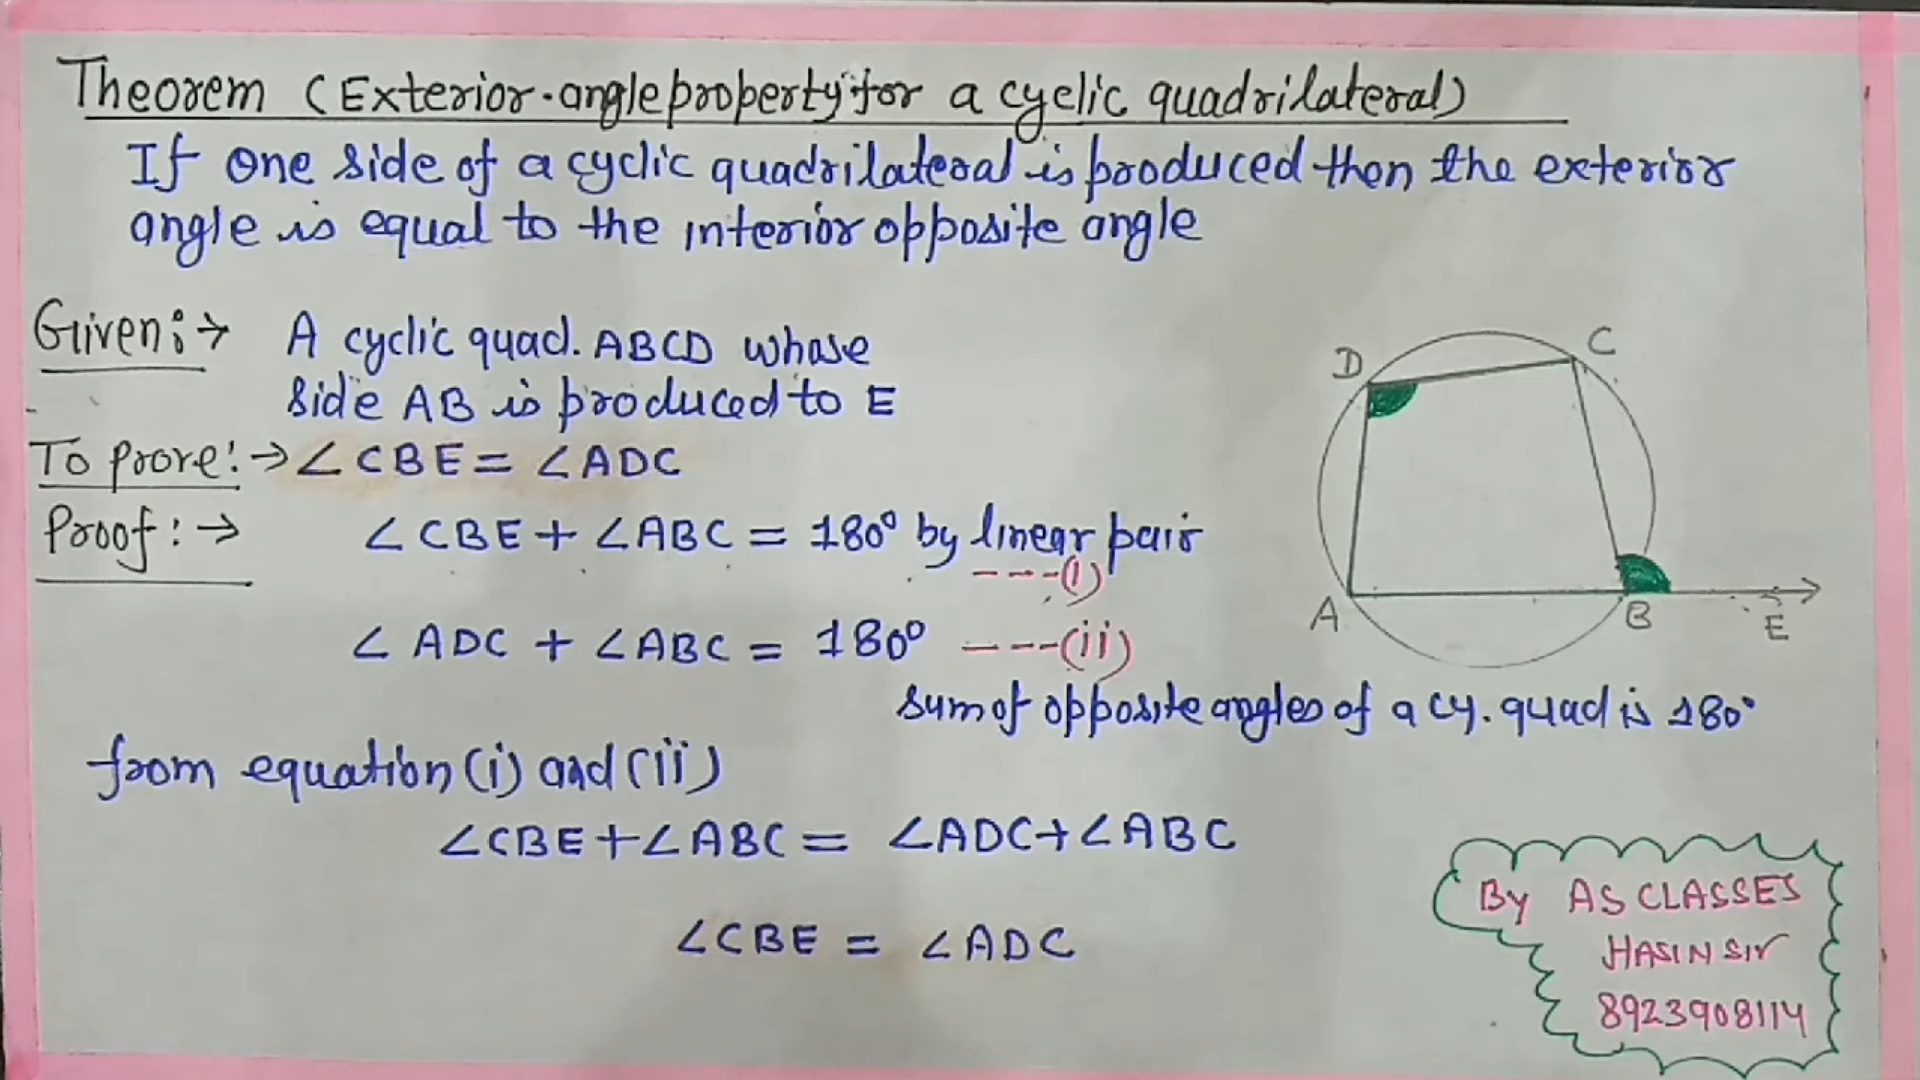 Theorem (Exterior-angle property for a cyclic quadrilateral)
If one side of a cyclic quadrilateral is produced then the exterior
angle is equal to the interior opposite angle
Given:→ A cyclic quad. ABCD whose
side AB is produced to E
To prove:→ ∠CBE = ∠ADC
Proof:→ ∠CBE + ∠ABC = 180° by linear pair
---(i)
∠ADC + ∠ABC = 180° ---(ii)
sum of opposite angles of a cy. quad is 180°
from equation (i) and (ii)
∠CBE + ∠ABC = ∠ADC + ∠ABC
∠CBE = ∠ADC
D
C
A
B
E
By AS CLASSES
HASIN SIr
8923908114